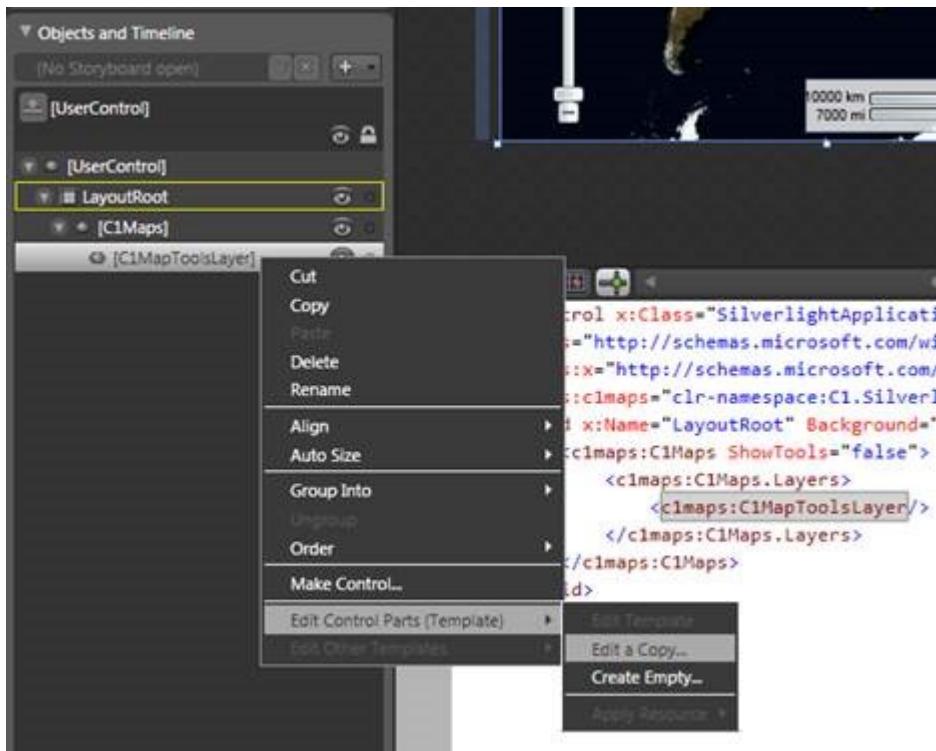 Objects and Timeline
(No Storyboard open)
[UserControl]
[UserControl]
LayoutRoot
[C1Maps]
[C1MapToolsLayer]
10000 km
7000 mi
Cut
Copy
Paste
Delete
Rename
Align
Auto Size
Group Into
Ungroup
Order
Make Control...
Edit Control Parts (Template)
Edit Other Templates
Edit Template
Edit a Copy...
Create Empty...
Apply Resource
trol x:Class="SilverlightApplicati
="http://schemas.microsoft.com/wi
:x="http://schemas.microsoft.com/
:c1maps="clr-namespace:C1.Silverl
d x:Name="LayoutRoot" Background="
<c1maps:C1Maps ShowTools="false">
<c1maps:C1Maps.Layers>
<c1maps:C1MapToolsLayer/>
</c1maps:C1Maps.Layers>
</c1maps:C1Maps>
id>